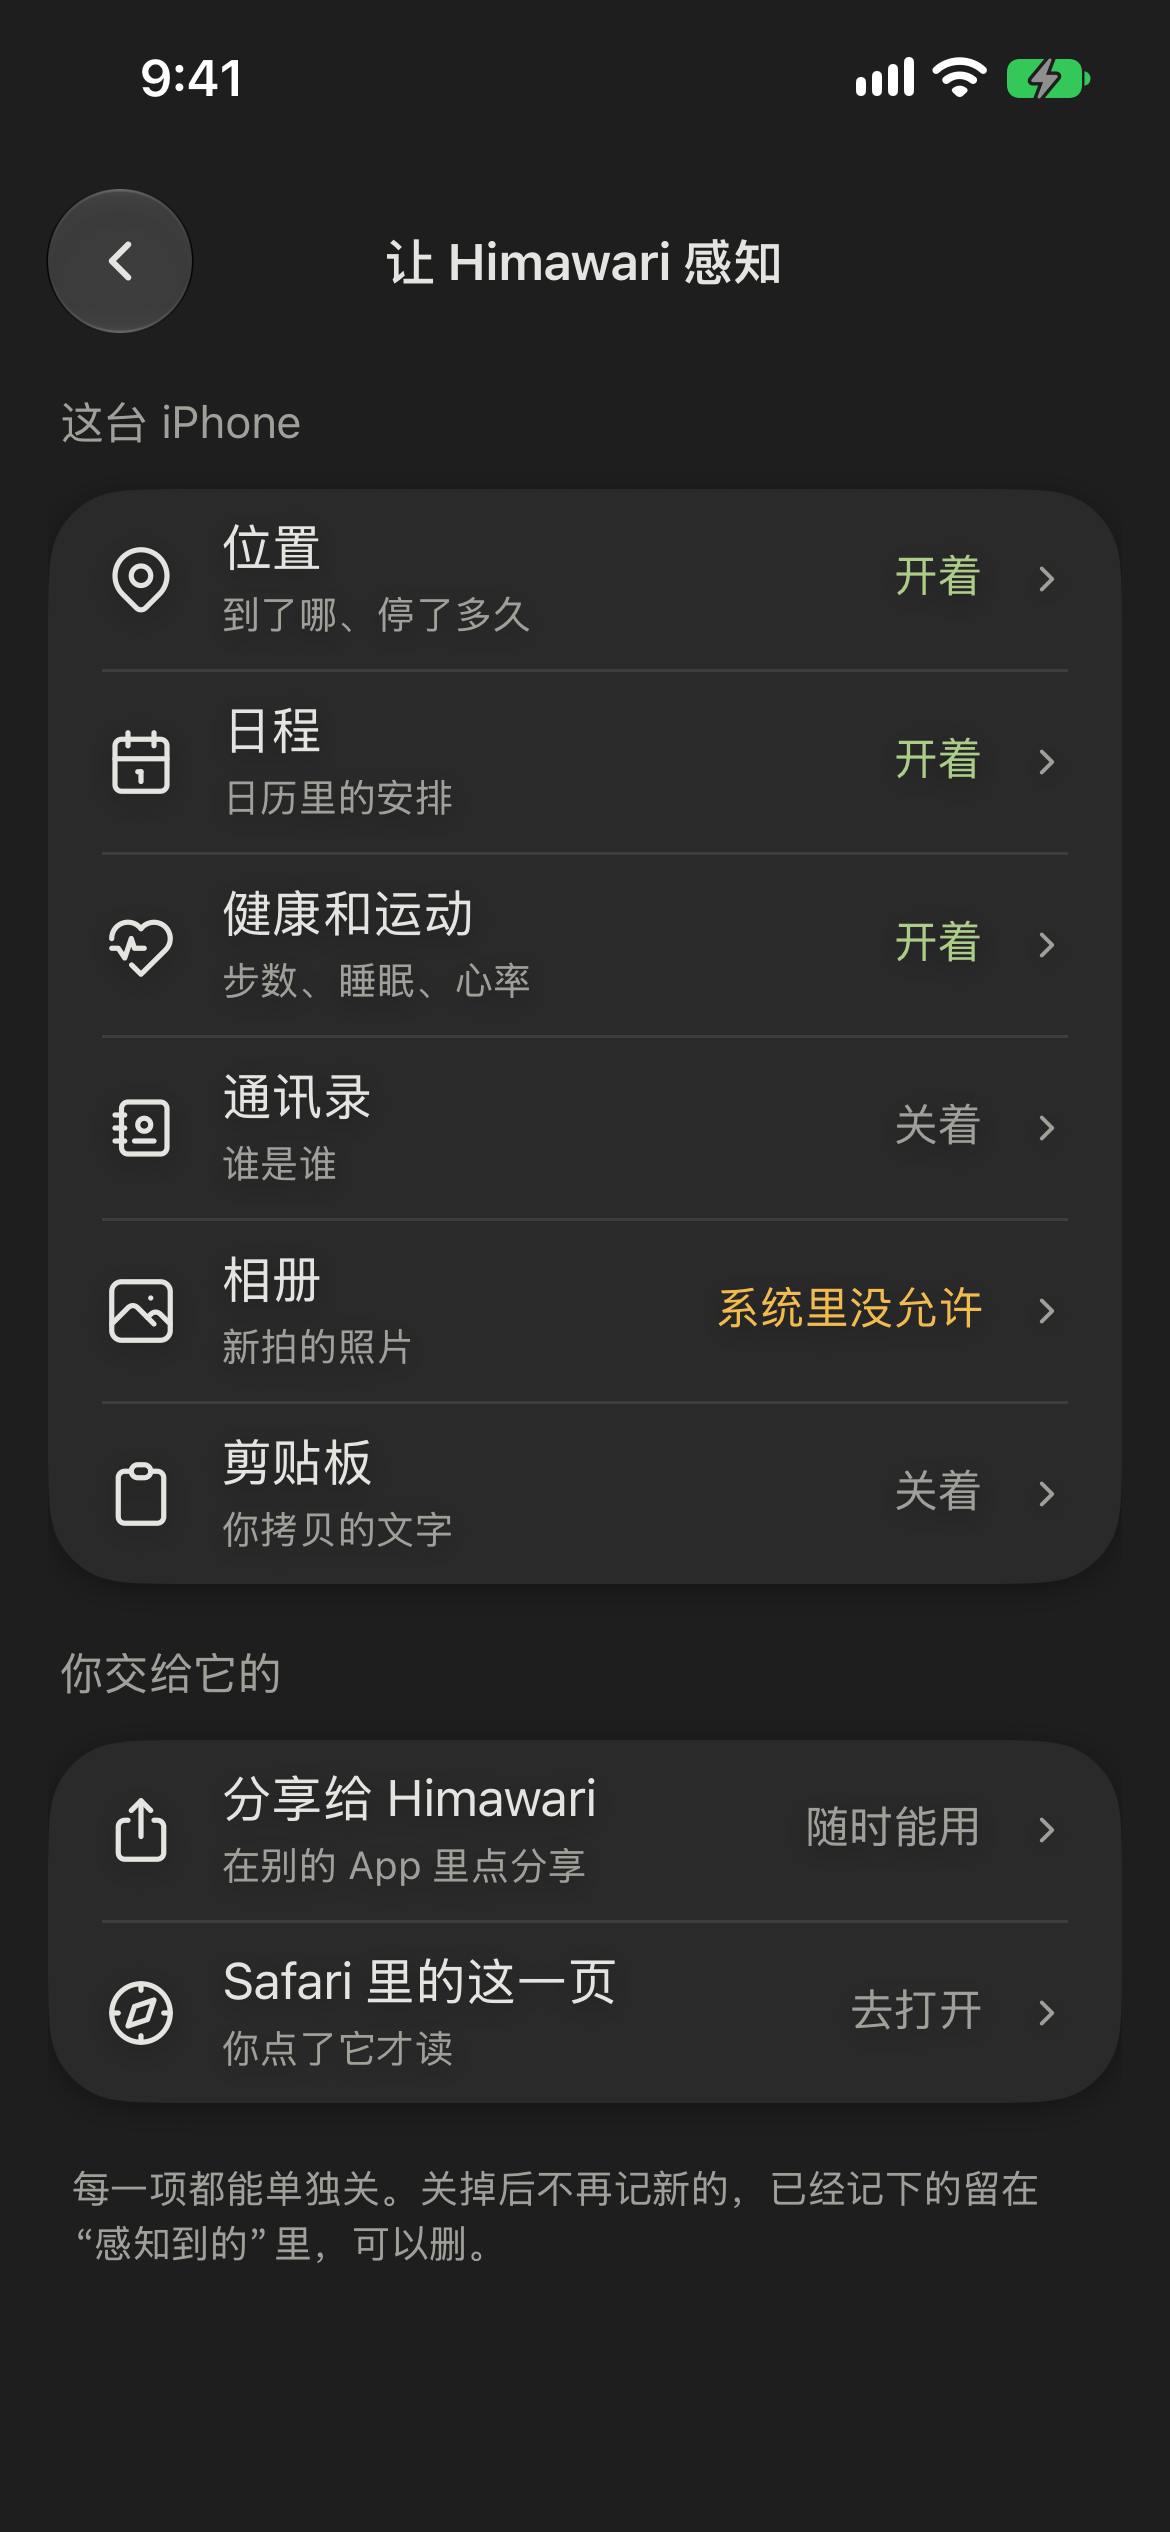 9:41
让 Himawari 感知
这台 iPhone
位置
开着
到了哪、停了多久
日程
开着
日历里的安排
健康和运动
开着
步数、睡眠、心率
通讯录
关着
谁是谁
相册
系统里没允许
新拍的照片
剪贴板
关着
你拷贝的文字
你交给它的
分享给 Himawari
随时能用
在别的 App 里点分享
Safari 里的这一页
去打开
你点了它才读
每一项都能单独关。关掉后不再记新的，已经记下的留在
“感知到的”里，可以删。